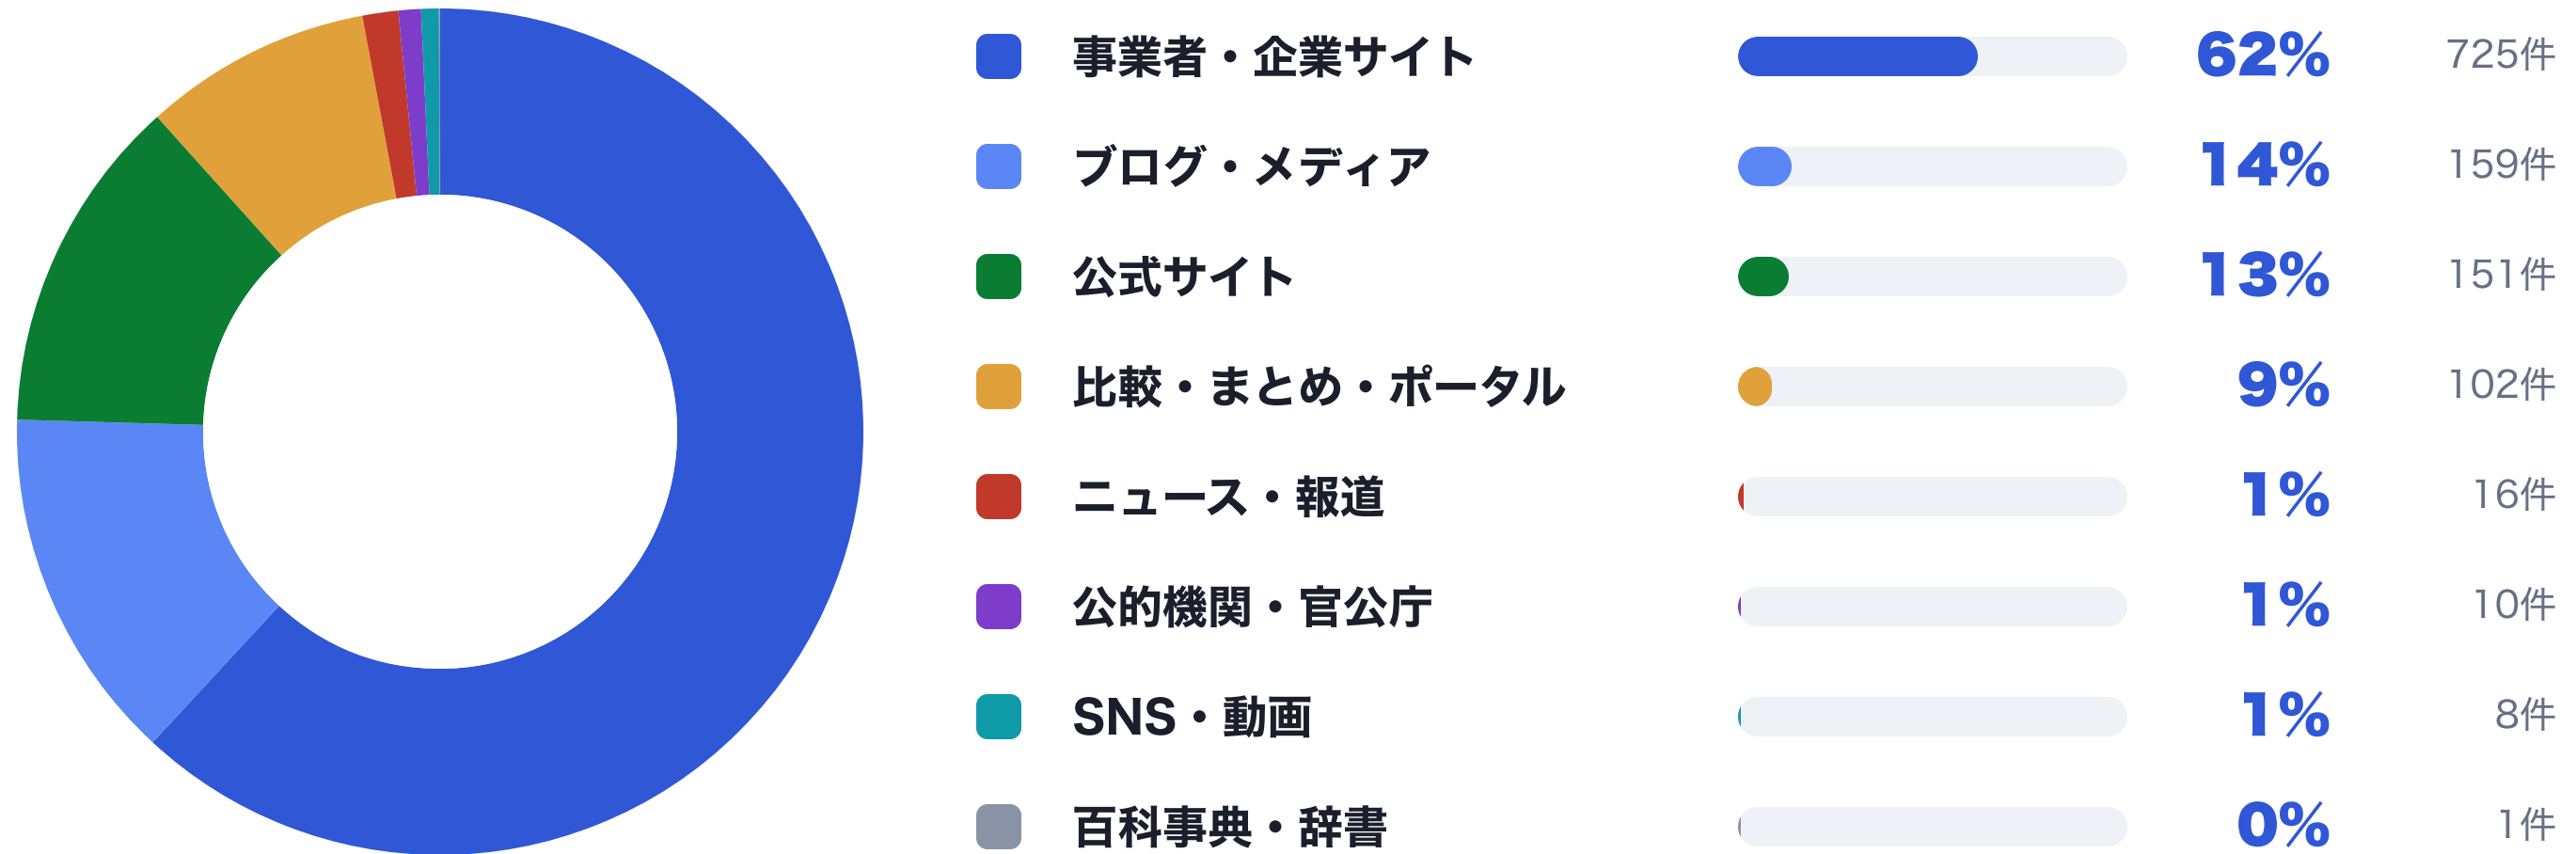 事業者・企業サイト 62% 725件
ブログ・メディア 14% 159件
公式サイト 13% 151件
比較・まとめ・ポータル 9% 102件
ニュース・報道 1% 16件
公的機関・官公庁 1% 10件
SNS・動画 1% 8件
百科事典・辞書 0% 1件